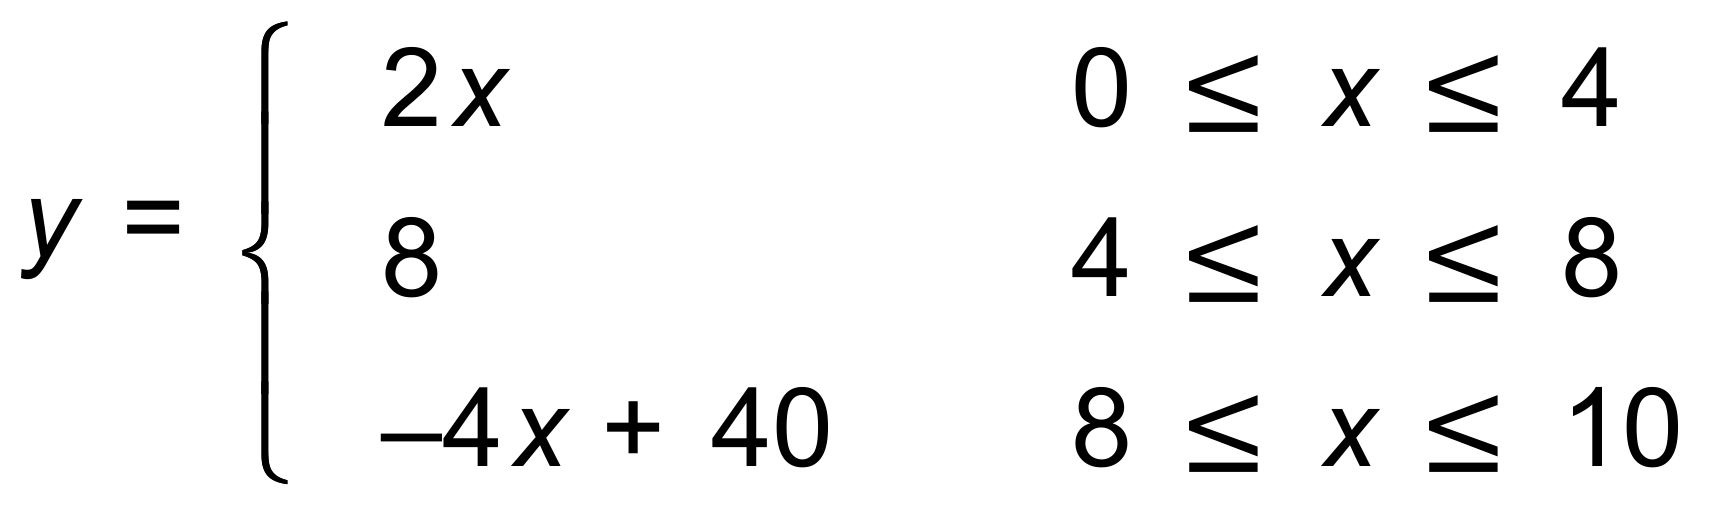 2x 0 ≤ x ≤ 4
y = { 8 4 ≤ x ≤ 8
–4x + 40 8 ≤ x ≤ 10